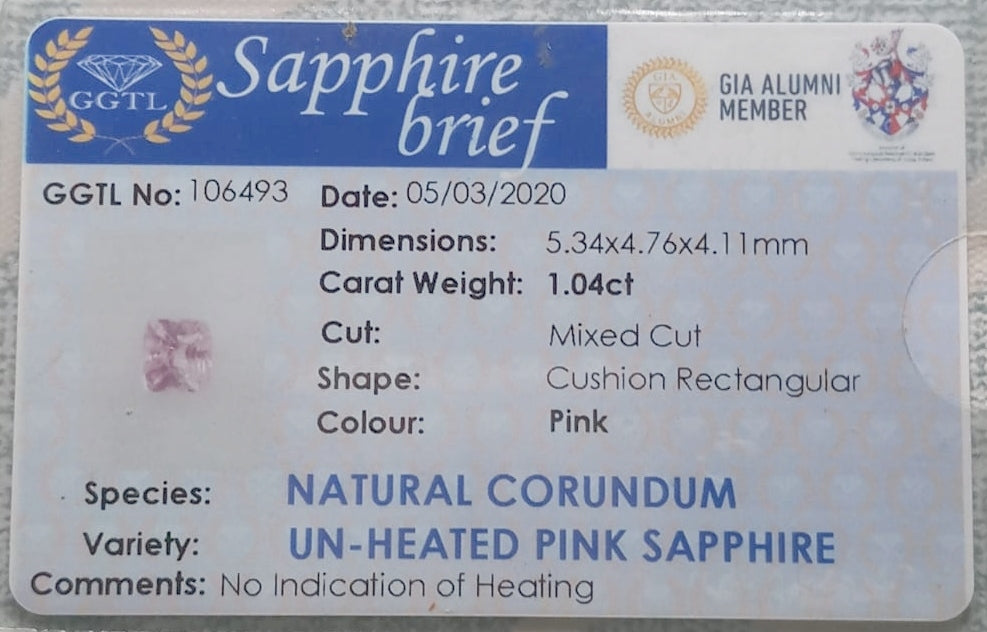 GGTL
Sapphire
brief
GIA
ALUMNI
GIA ALUMNI
MEMBER
GGTL No: 106493
Date: 05/03/2020
Dimensions: 5.34x4.76x4.11mm
Carat Weight: 1.04ct
Cut: Mixed Cut
Shape: Cushion Rectangular
Colour: Pink
Species: NATURAL CORUNDUM
Variety: UN-HEATED PINK SAPPHIRE
Comments: No Indication of Heating